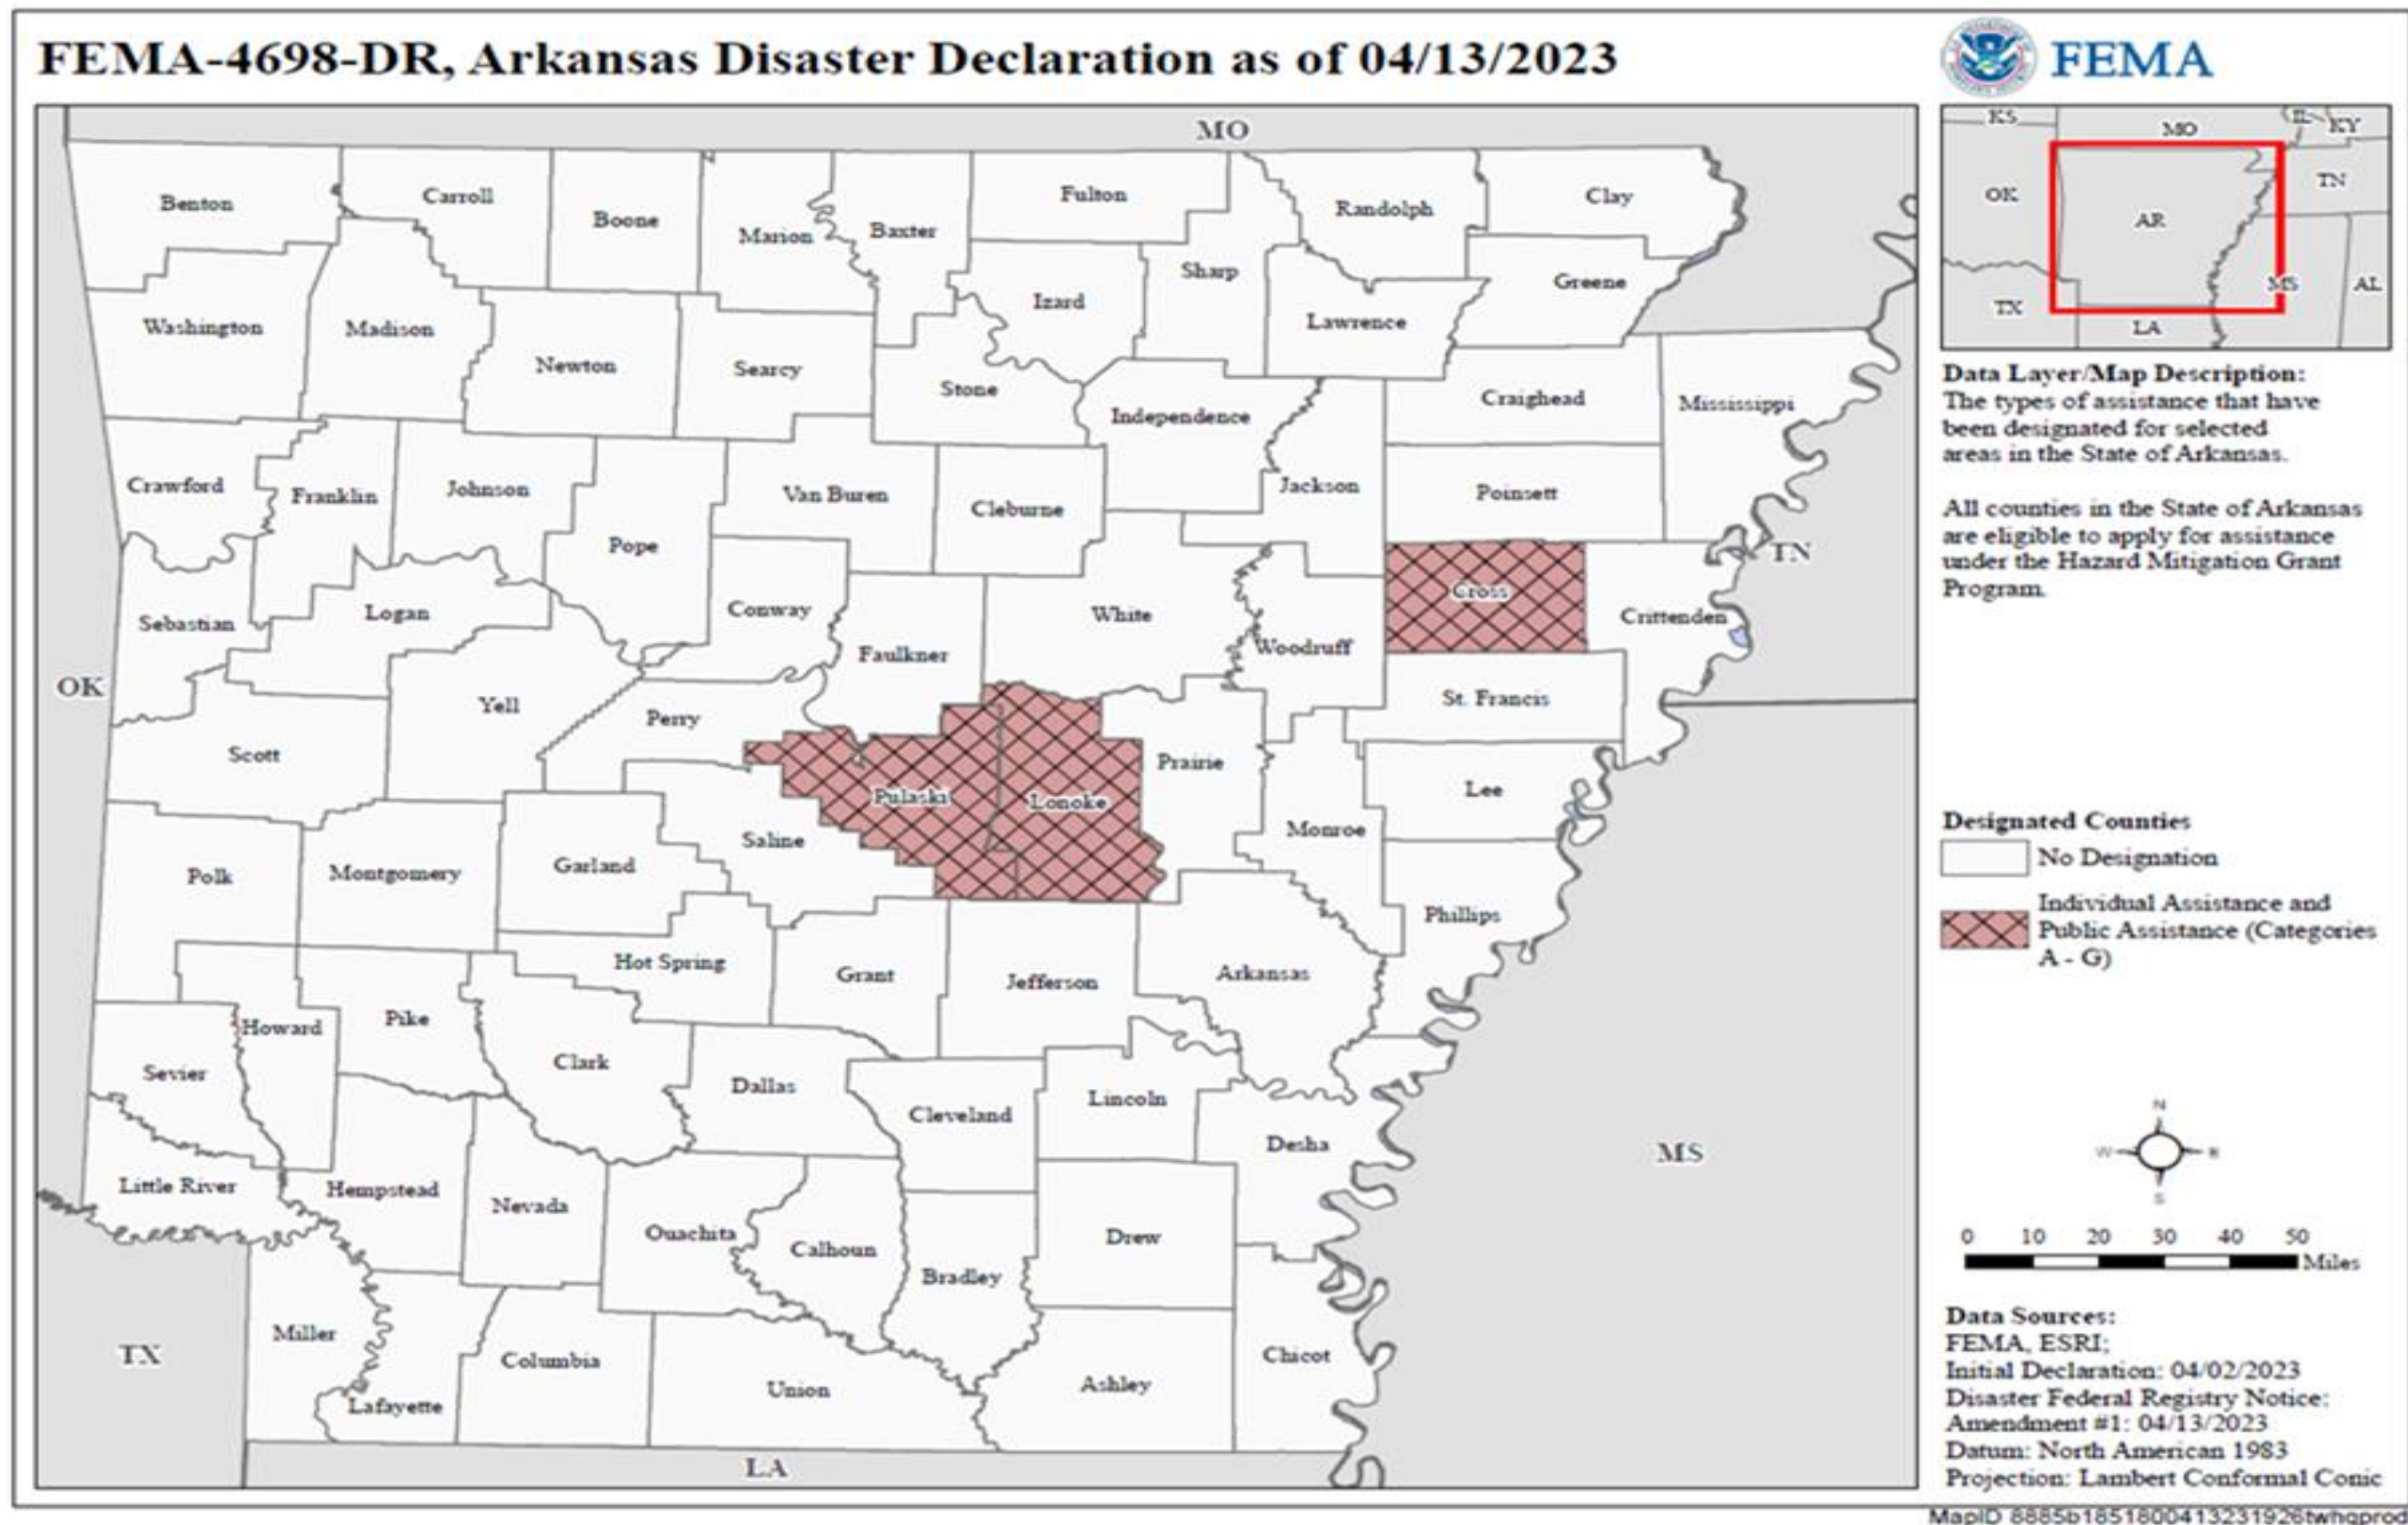 FEMA-4698-DR, Arkansas Disaster Declaration as of 04/13/2023
FEMA
MO
Benton
Carroll
Boone
Marion
Baxter
Fulton
Randolph
Clay
Sharp
Izard
Greene
Lawrence
Washington
Madison
Newton
Searcy
Stone
Independence
Craighead
Mississippi
Crawford
Franklin
Johnson
Pope
Van Buren
Cleburne
Jackson
Poinsett
TN
Sebastian
Logan
Conway
Faulkner
White
Woodruff
Cross
Crittenden
OK
Scott
Yell
Perry
Pulaski
Lonoke
Prairie
St. Francis
Lee
Monroe
Saline
Garland
Montgomery
Polk
Phillips
Hot Spring
Grant
Jefferson
Arkansas
Howard
Pike
Clark
Sevier
Dallas
Cleveland
Lincoln
Desha
MS
Little River
Hempstead
Nevada
Ouachita
Calhoun
Bradley
Drew
TX
Miller
Lafayette
Columbia
Union
Ashley
Chicot
LA
KS
MO
IL
KY
OK
AR
TN
TX
LA
MS
AL
Data Layer/Map Description:
The types of assistance that have
been designated for selected
areas in the State of Arkansas.
All counties in the State of Arkansas
are eligible to apply for assistance
under the Hazard Mitigation Grant
Program.
Designated Counties
No Designation
Individual Assistance and
Public Assistance (Categories
A - G)
N
W
E
S
0 10 20 30 40 50
Miles
Data Sources:
FEMA, ESRI;
Initial Declaration: 04/02/2023
Disaster Federal Registry Notice:
Amendment #1: 04/13/2023
Datum: North American 1983
Projection: Lambert Conformal Conic
MapID 8885b1851800413231926twhqprod